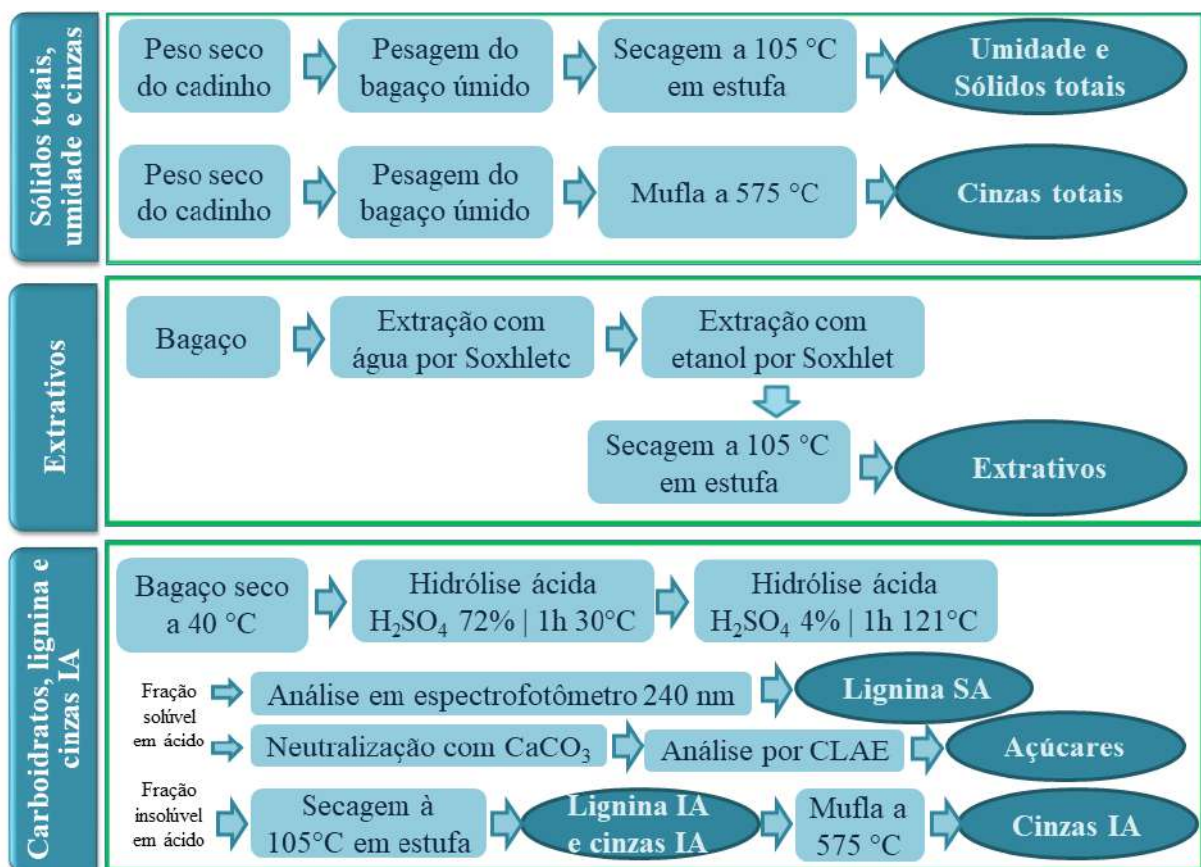 Sólidos totais,
umidade e cinzas
Peso seco
do cadinho
Pesagem do
bagaço úmido
Secagem a 105 °C
em estufa
Umidade e
Sólidos totais
Peso seco
do cadinho
Pesagem do
bagaço úmido
Mufla a 575 °C
Cinzas totais
Extrativos
Bagaço
Extração com
água por Soxhletc
Extração com
etanol por Soxhlet
Secagem a 105 °C
em estufa
Extrativos
Carboidratos, lignina e
cinzas IA
Bagaço seco
a 40 °C
Hidrólise ácida
H₂SO₄ 72% | 1h 30°C
Hidrólise ácida
H₂SO₄ 4% | 1h 121°C
Fração
solúvel
em ácido
Análise em espectrofotômetro 240 nm
Lignina SA
Neutralização com CaCO₃
Análise por CLAE
Açúcares
Fração
insolúvel
em ácido
Secagem à
105°C em estufa
Lignina IA
e cinzas IA
Mufla a
575 °C
Cinzas IA